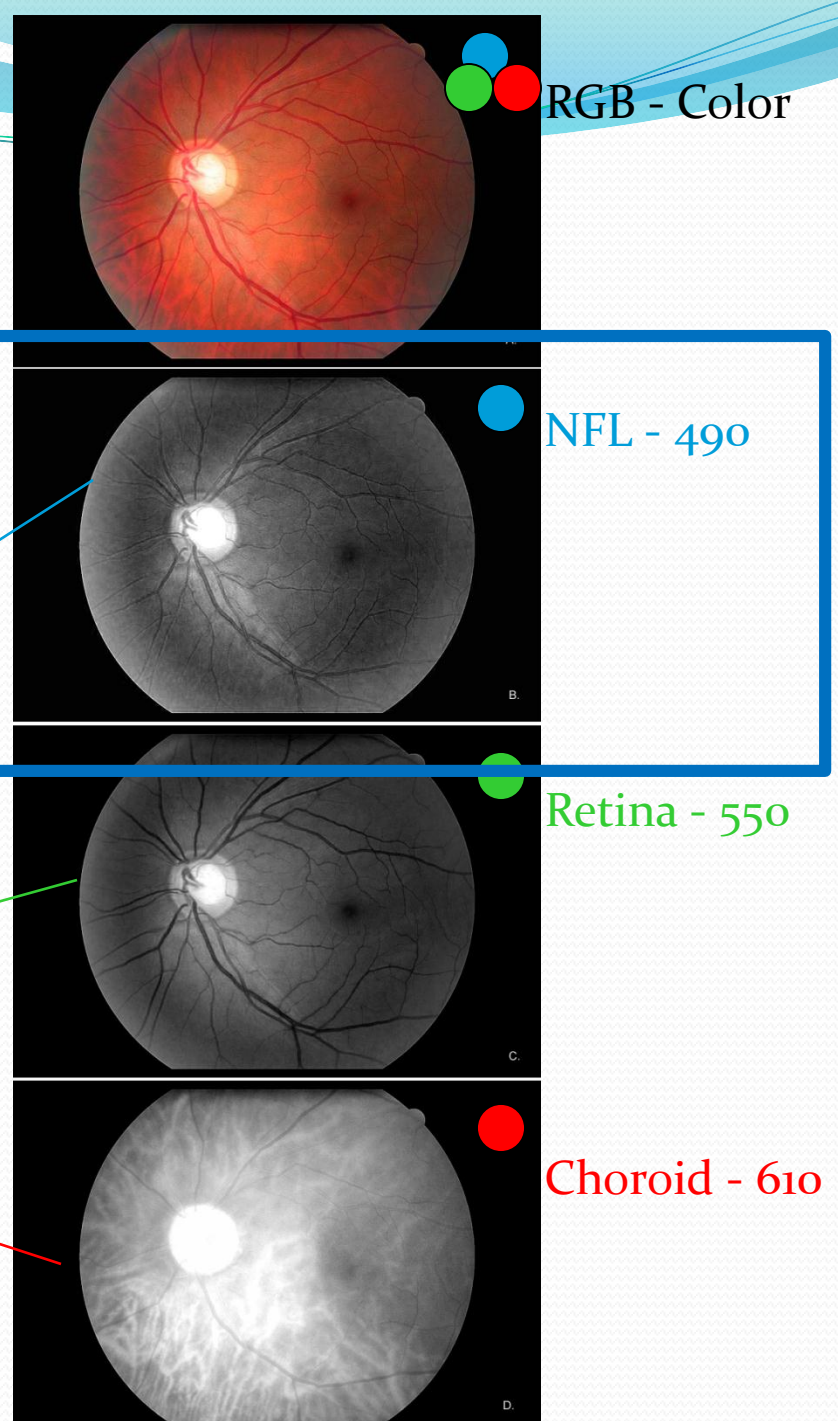 RGB - Color
NFL - 490
B.
Retina - 550
C.
Choroid - 610
D.